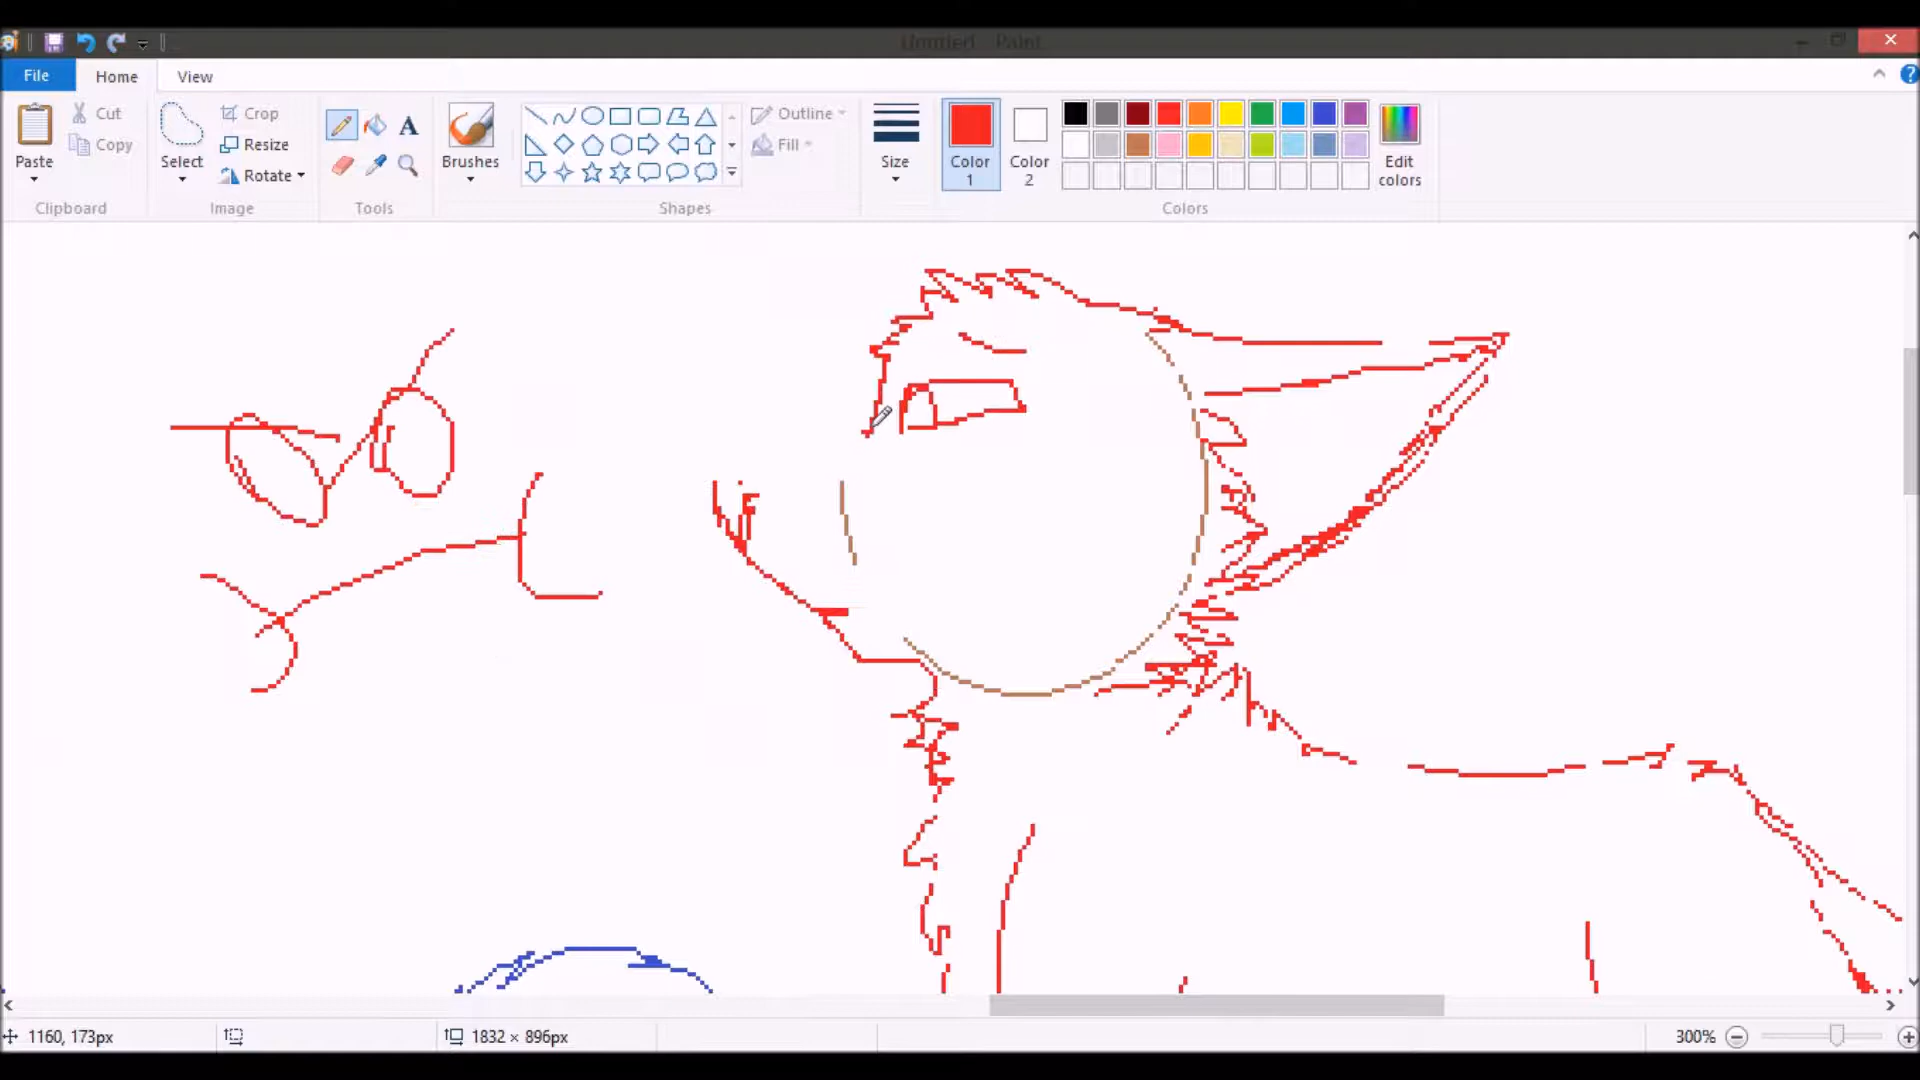 Untitled - Paint
File Home View
Paste
Cut
Copy
Clipboard
Select
Crop
Resize
Rotate
Image
A
Tools
Brushes
Shapes
Outline
Fill
Size
Color 1
Color 2
Edit colors
Colors
1160, 173px
1832 × 896px
300%